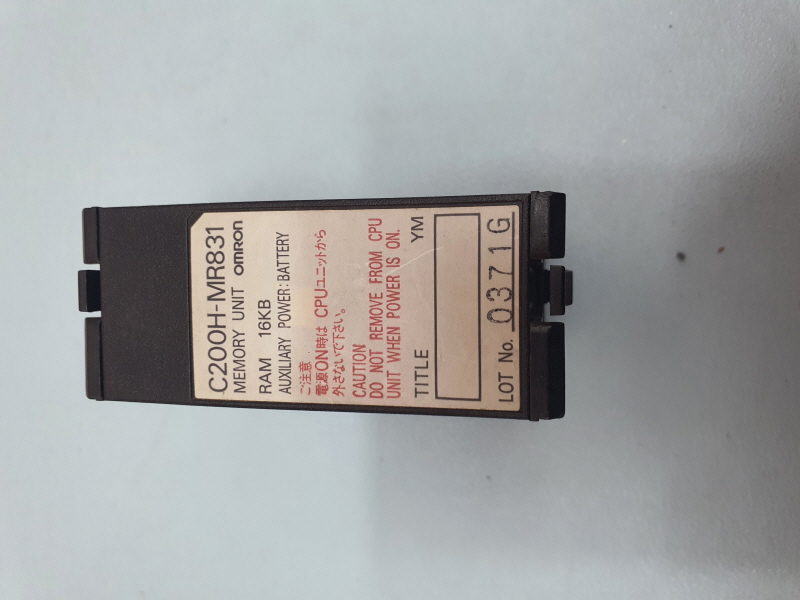 C200H-MR831
MEMORY UNIT omron
RAM 16KB
AUXILIARY POWER:BATTERY
ご注意
電源ON時は CPUユニットから
外さないで下さい。
CAUTION
DO NOT REMOVE FROM CPU
UNIT WHEN POWER IS ON.
TITLE YM
LOT No. 0371G